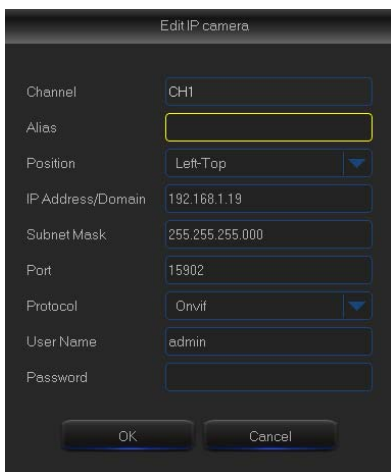 Edit IP camera
Channel CH1
Alias
Position Left-Top
IP Address/Domain 192.168.1.19
Subnet Mask 255.255.255.000
Port 15902
Protocol Onvif
User Name admin
Password
OK Cancel